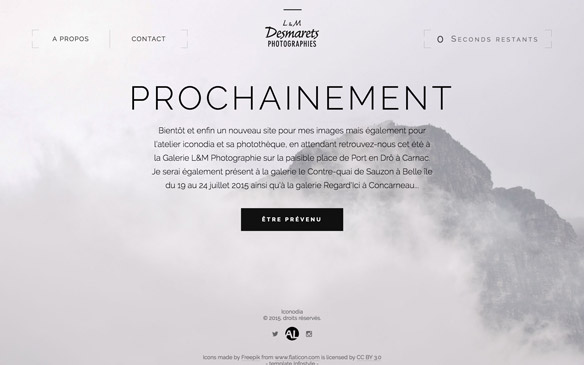 A PROPOS
CONTACT
L & M
Desmarets
PHOTOGRAPHIES
0 SECONDS RESTANTS
PROCHAINEMENT
Bientôt et enfin un nouveau site pour mes images mais également pour
l'atelier iconodia et sa photothèque, en attendant retrouvez-nous cet été à
la Galerie L&M Photographie sur la paisible place de Port en Drô à Carnac.
Je serai également présent à la galerie le Contre-quai de Sauzon à Belle Île
du 19 au 24 juillet 2015 ainsi qu'à la galerie Regard'Ici à Concarneau...
ÊTRE PRÉVENU
Iconodia
© 2015. droits réservés.
AL
Icons made by Freepik from www.flaticon.com is licensed by CC BY 3.0